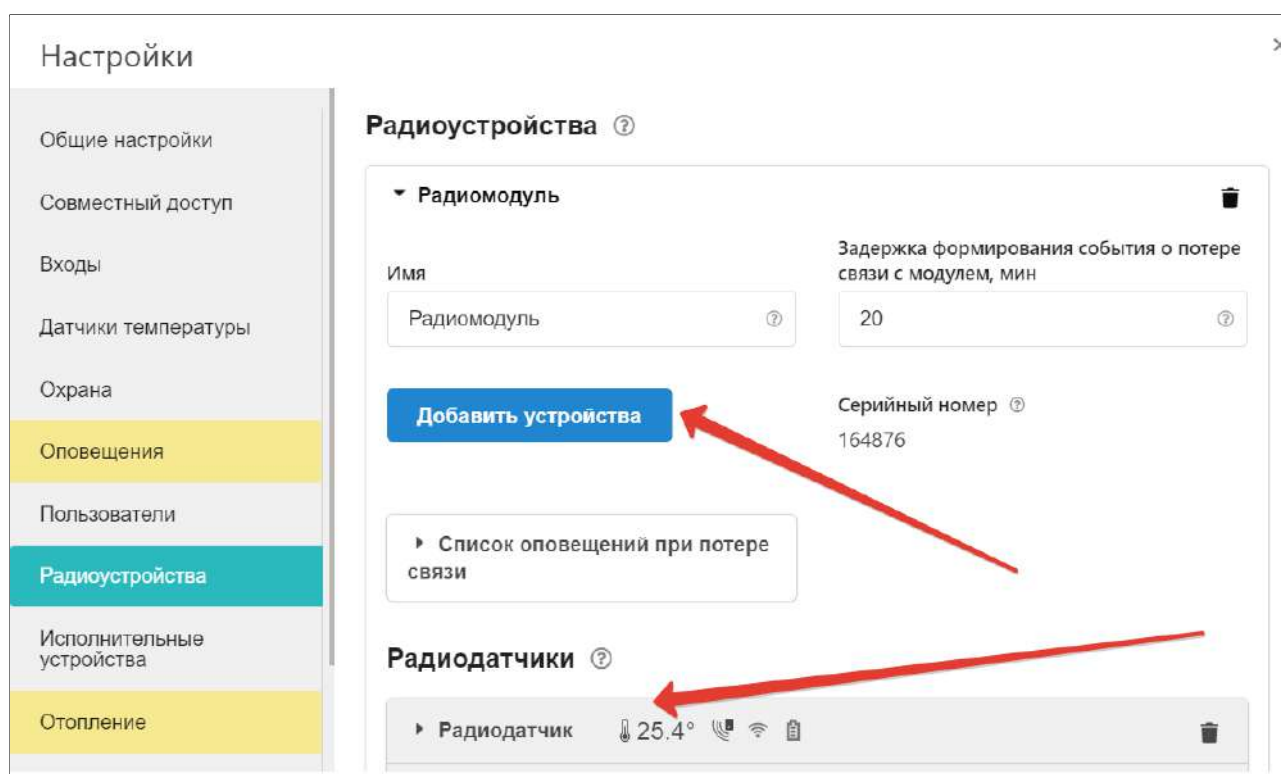 Настройки
Общие настройки
Совместный доступ
Входы
Датчики температуры
Охрана
Оповещения
Пользователи
Радиоустройства
Исполнительные
устройства
Отопление
Радиоустройства
Радиомодуль
Имя
Радиомодуль
Задержка формирования события о потере
связи с модулем, мин
20
Добавить устройства
Серийный номер
164876
Список оповещений при потере
связи
Радиодатчики
Радиодатчик 25.4°